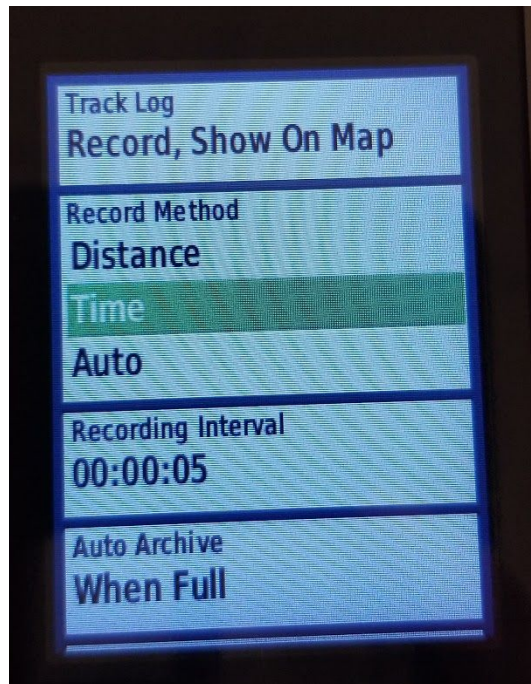 Track Log
Record, Show On Map
Record Method
Distance
Time
Auto
Recording Interval
00:00:05
Auto Archive
When Full